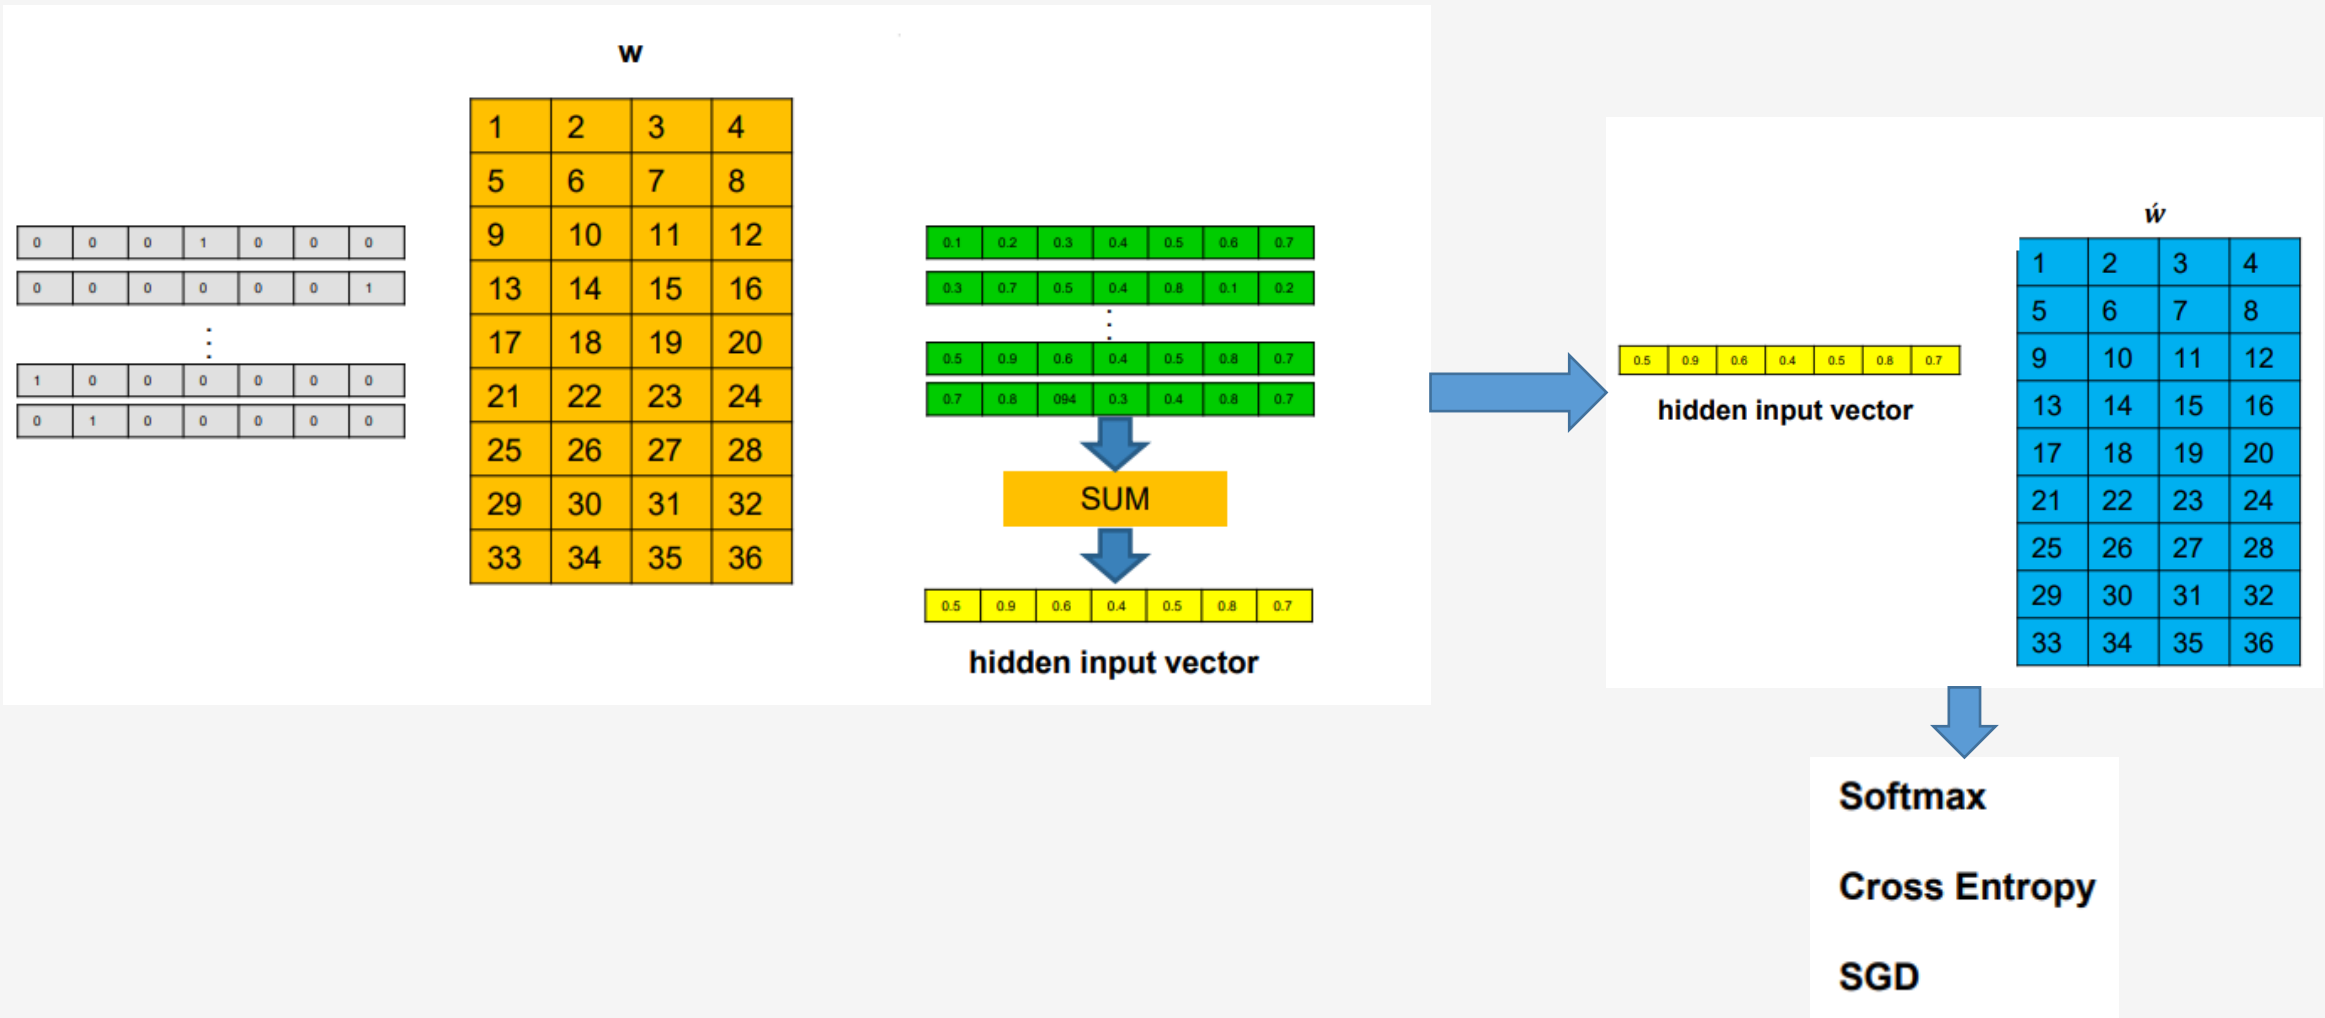 w
1 2 3 4
5 6 7 8
9 10 11 12
13 14 15 16
17 18 19 20
21 22 23 24
25 26 27 28
29 30 31 32
33 34 35 36
0 0 0 1 0 0 0
0 0 0 0 0 0 1
⋮
1 0 0 0 0 0 0
0 1 0 0 0 0 0
0.1 0.2 0.3 0.4 0.5 0.6 0.7
0.3 0.7 0.5 0.4 0.8 0.1 0.2
⋮
0.5 0.9 0.6 0.4 0.5 0.8 0.7
0.7 0.8 094 0.3 0.4 0.8 0.7
SUM
0.5 0.9 0.6 0.4 0.5 0.8 0.7
hidden input vector
0.5 0.9 0.6 0.4 0.5 0.8 0.7
hidden input vector
ẃ
1 2 3 4
5 6 7 8
9 10 11 12
13 14 15 16
17 18 19 20
21 22 23 24
25 26 27 28
29 30 31 32
33 34 35 36
Softmax
Cross Entropy
SGD